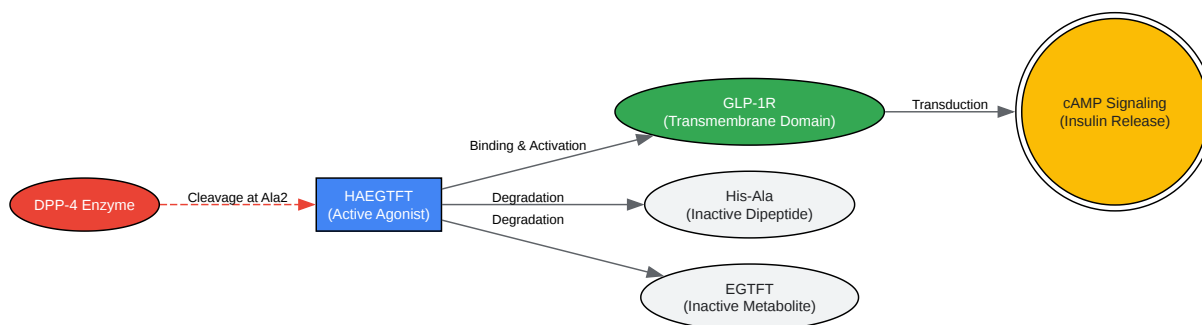 DPP-4 Enzyme
Cleavage at Ala2
HAEGTFT
(Active Agonist)
Binding & Activation
Degradation
Degradation
GLP-1R
(Transmembrane Domain)
Transduction
cAMP Signaling
(Insulin Release)
His-Ala
(Inactive Dipeptide)
EGTFT
(Inactive Metabolite)